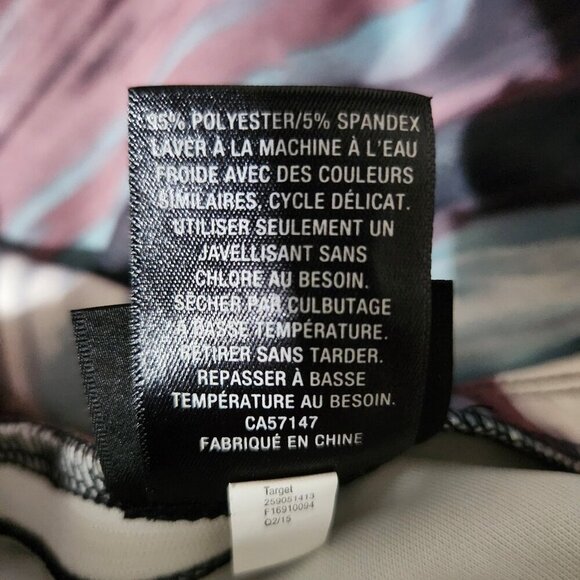 95% POLYESTER/5% SPANDEX
LAVER À LA MACHINE À L'EAU
FROIDE AVEC DES COULEURS
SIMILAIRES, CYCLE DÉLICAT.
UTILISER SEULEMENT UN
JAVELLISANT SANS
CHLORE AU BESOIN.
SÉCHER PAR CULBUTAGE
À BASSE TEMPÉRATURE.
RETIRER SANS TARDER.
REPASSER À BASSE
TEMPÉRATURE AU BESOIN.
CA57147
FABRIQUÉ EN CHINE
Target
259051413
F16910094
Q2/15